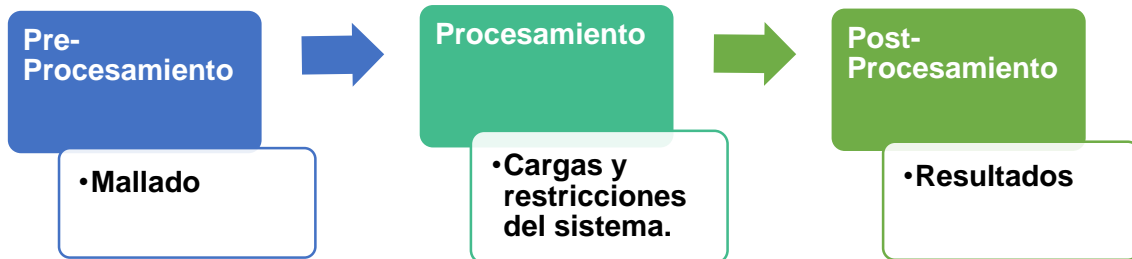 Pre-
Procesamiento
•Mallado
Procesamiento
•Cargas y
restricciones
del sistema.
Post-
Procesamiento
•Resultados